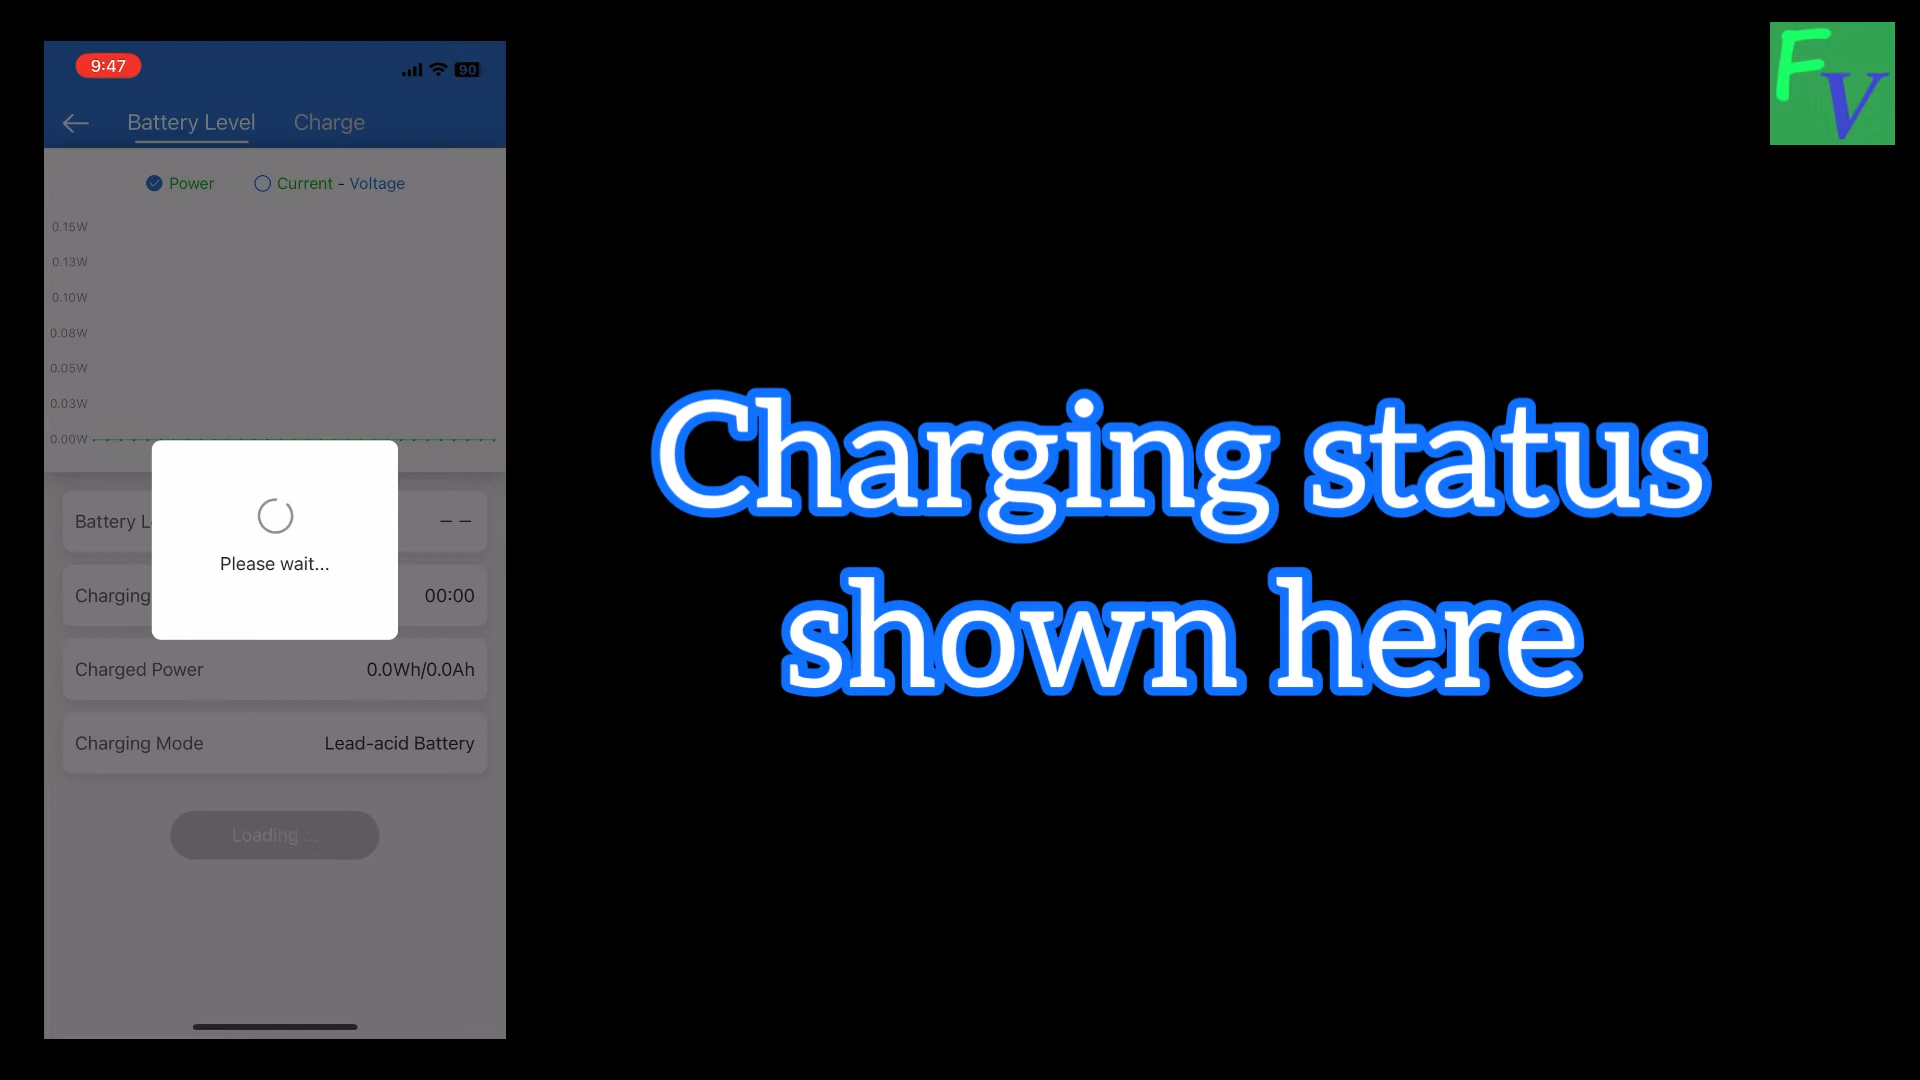 9:47
90
Battery Level Charge
Power Current - Voltage
0.15W
0.13W
0.10W
0.08W
0.05W
0.03W
0.00W
Battery L – –
Please wait...
Charging 00:00
Charged Power 0.0Wh/0.0Ah
Charging Mode Lead-acid Battery
Loading ...
Charging status
shown here
FV